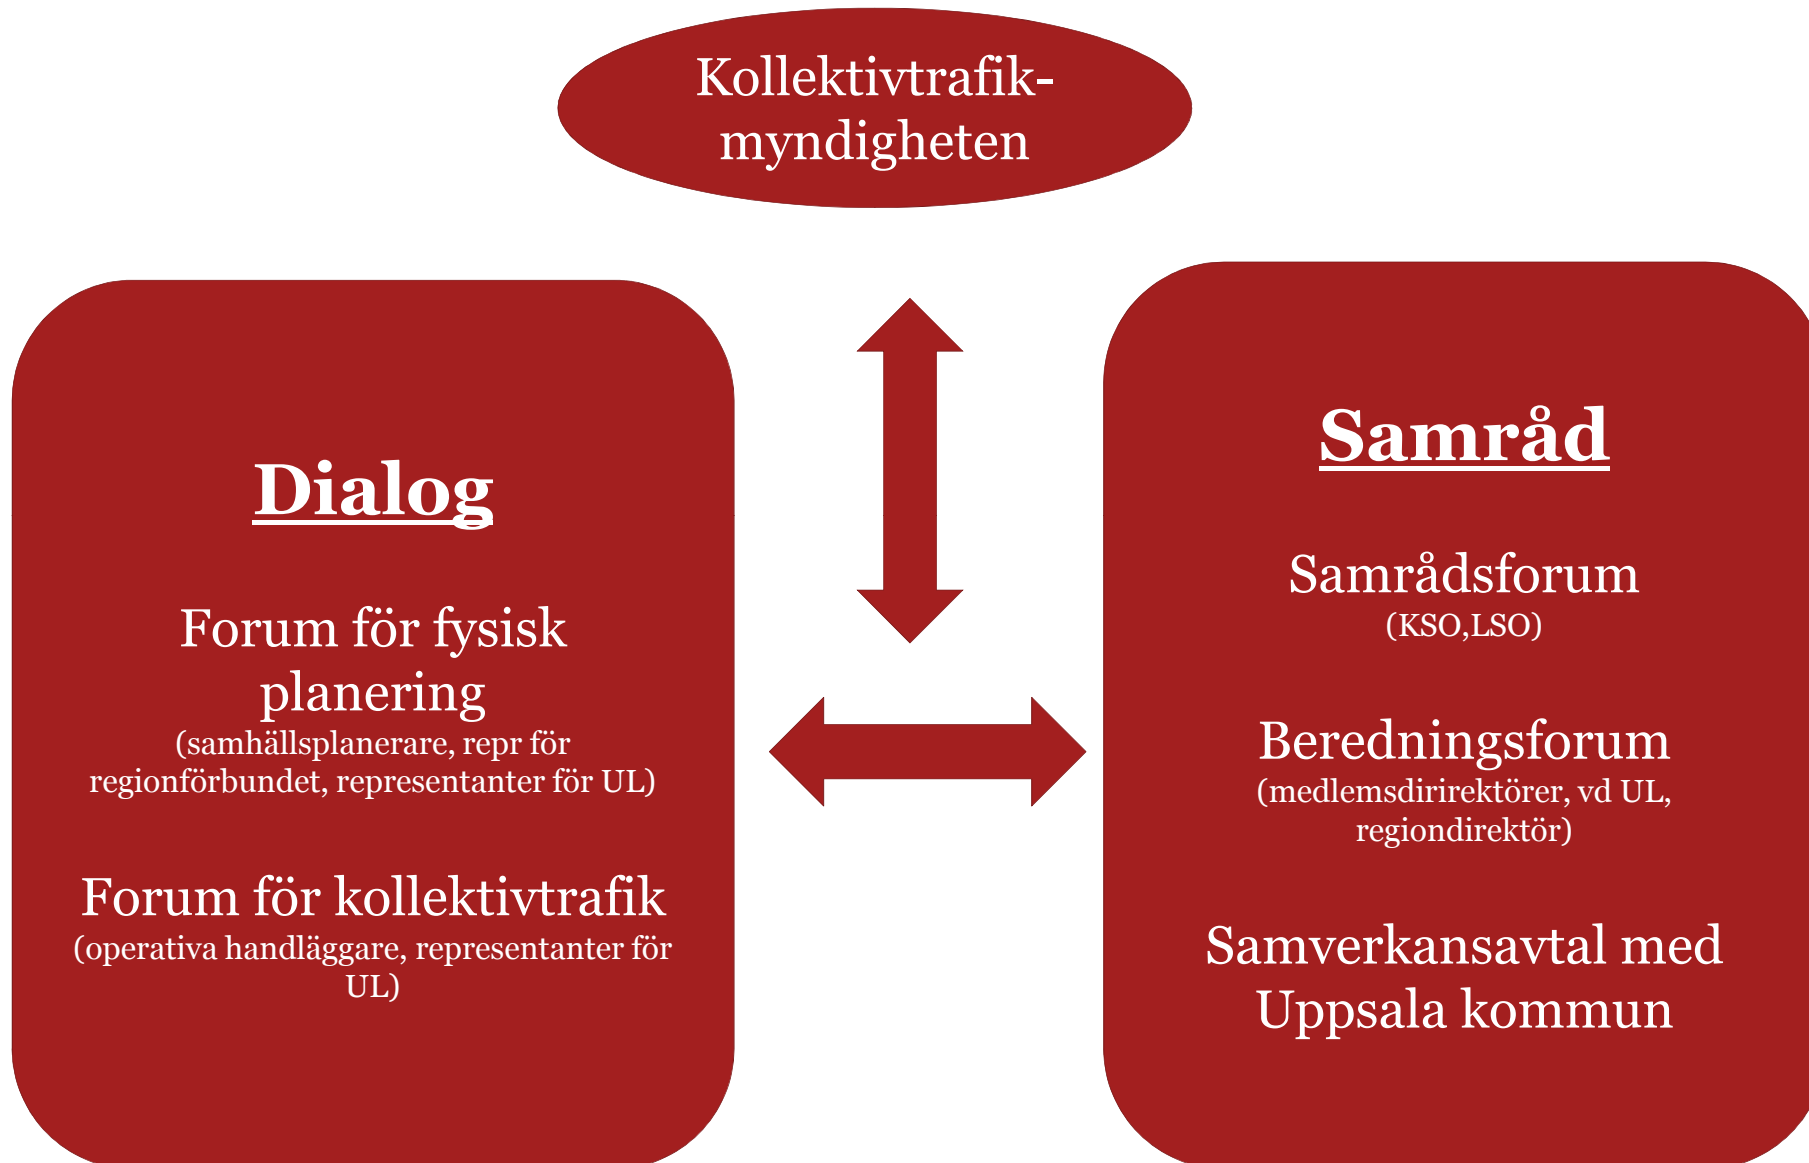 Kollektivtrafik-
myndigheten
Dialog
Forum för fysisk
planering
(samhällsplanerare, repr för
regionförbundet, representanter för UL)
Forum för kollektivtrafik
(operativa handläggare, representanter för
UL)
Samråd
Samrådsforum
(KSO,LSO)
Beredningsforum
(medlemsdirirektörer, vd UL,
regiondirektör)
Samverkansavtal med
Uppsala kommun